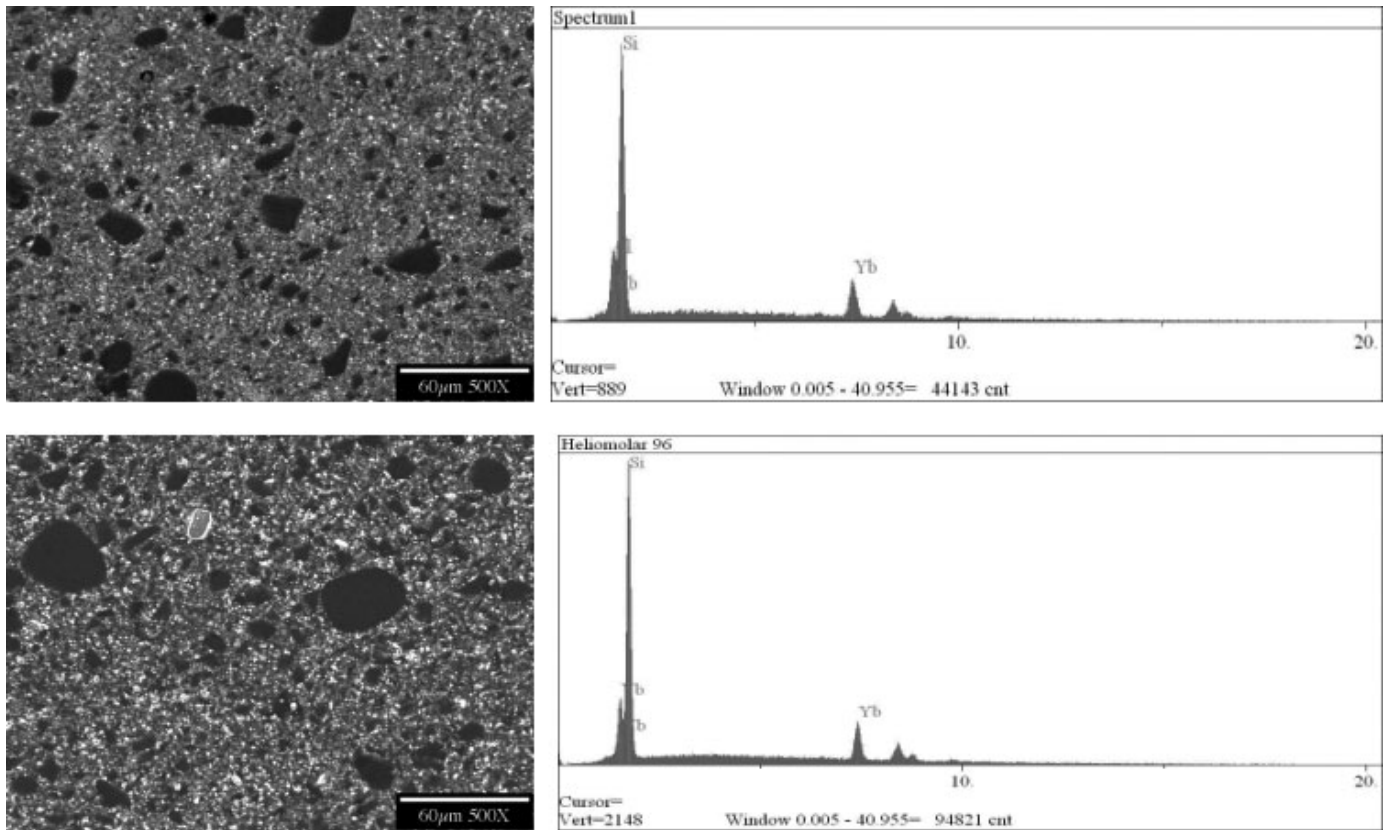 Spectrum1
Si
Yb
10.
20.
Cursor=
Vert=889 Window 0.005 - 40.955= 44143 cnt
60µm 500X
Heliomolar 96
Si
Yb
Yb
10.
20.
Cursor=
Vert=2148 Window 0.005 - 40.955= 94821 cnt
60µm 500X